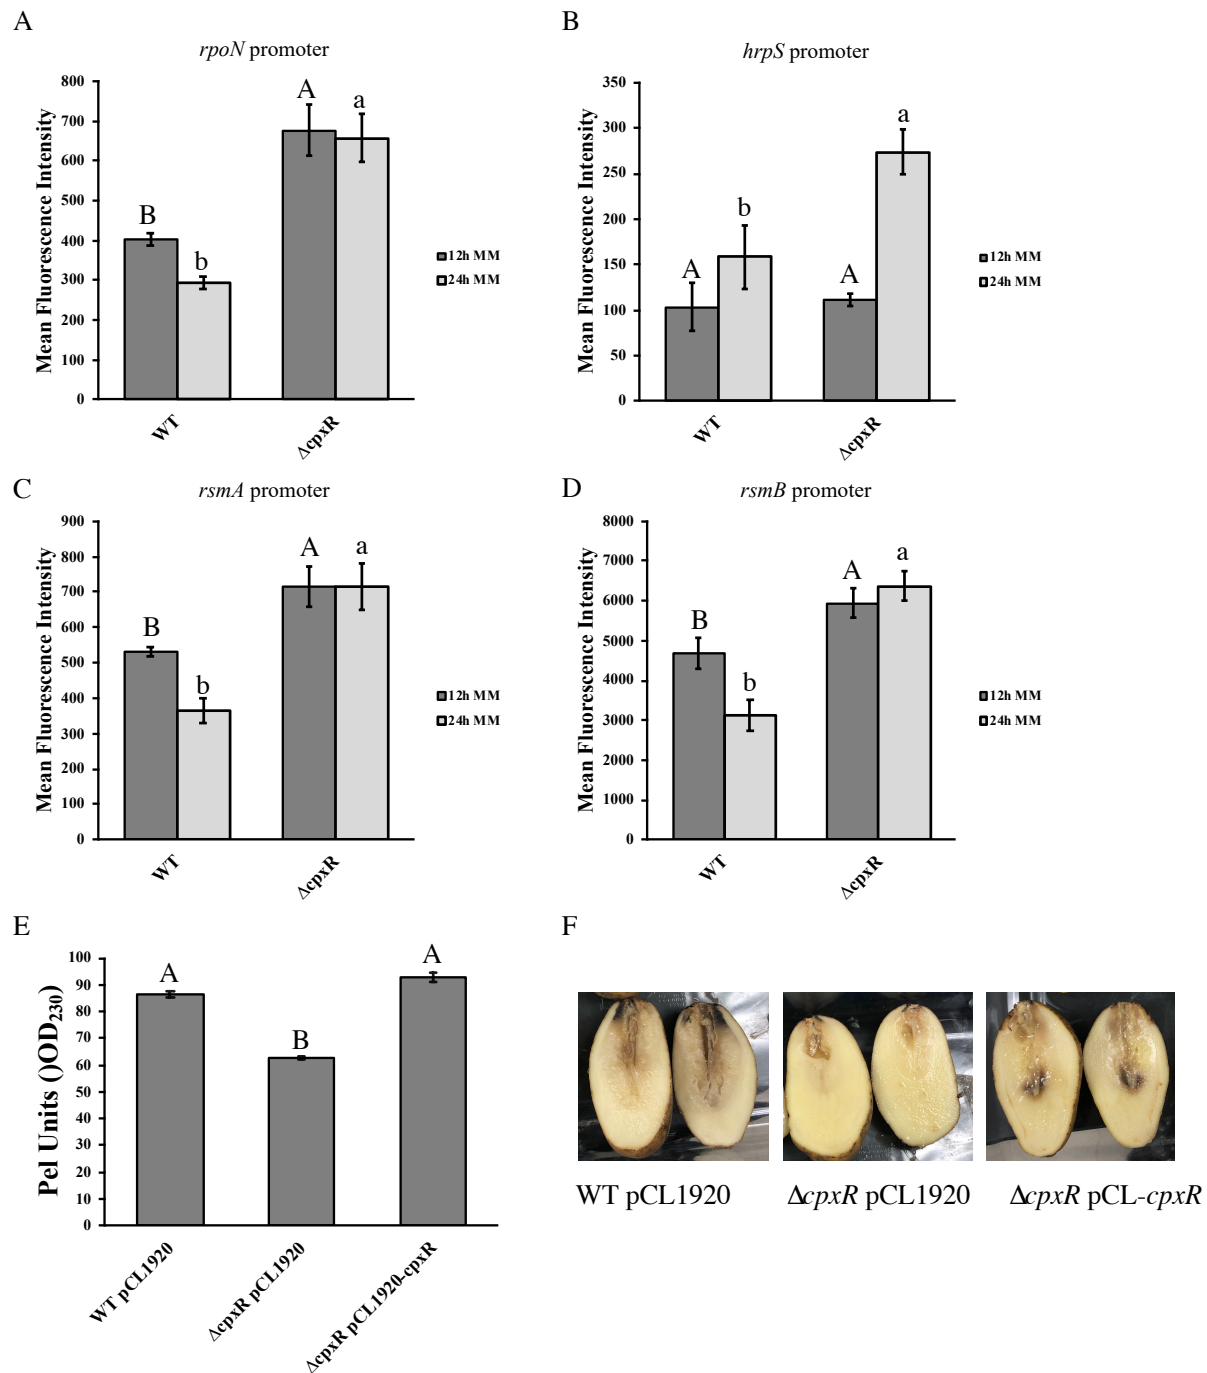 A
rpoN promoter
Mean Fluorescence Intensity
800
700
600
500
400
300
200
100
0
B
b
A
a
WT
ΔcpxR
12h MM
24h MM
B
hrpS promoter
Mean Fluorescence Intensity
350
300
250
200
150
100
50
0
A
b
A
a
WT
ΔcpxR
12h MM
24h MM
C
rsmA promoter
Mean Fluorescence Intensity
900
800
700
600
500
400
300
200
100
0
B
b
A
a
WT
ΔcpxR
12h MM
24h MM
D
rsmB promoter
Mean Fluorescence Intensity
8000
7000
6000
5000
4000
3000
2000
1000
0
B
b
A
a
WT
ΔcpxR
12h MM
24h MM
E
Pel Units ()OD230)
100
90
80
70
60
50
40
30
20
10
0
A
B
A
WT pCL1920
ΔcpxR pCL1920
ΔcpxR pCL1920-cpxR
F
WT pCL1920
ΔcpxR pCL1920
ΔcpxR pCL-cpxR